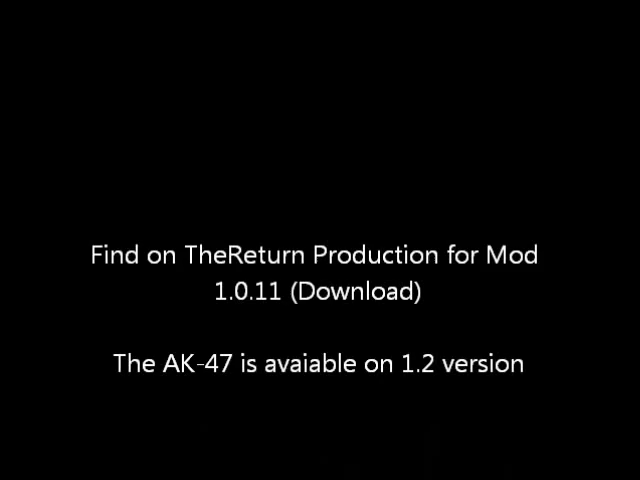 Find on TheReturn Production for Mod
1.0.11 (Download)
The AK-47 is avaiable on 1.2 version